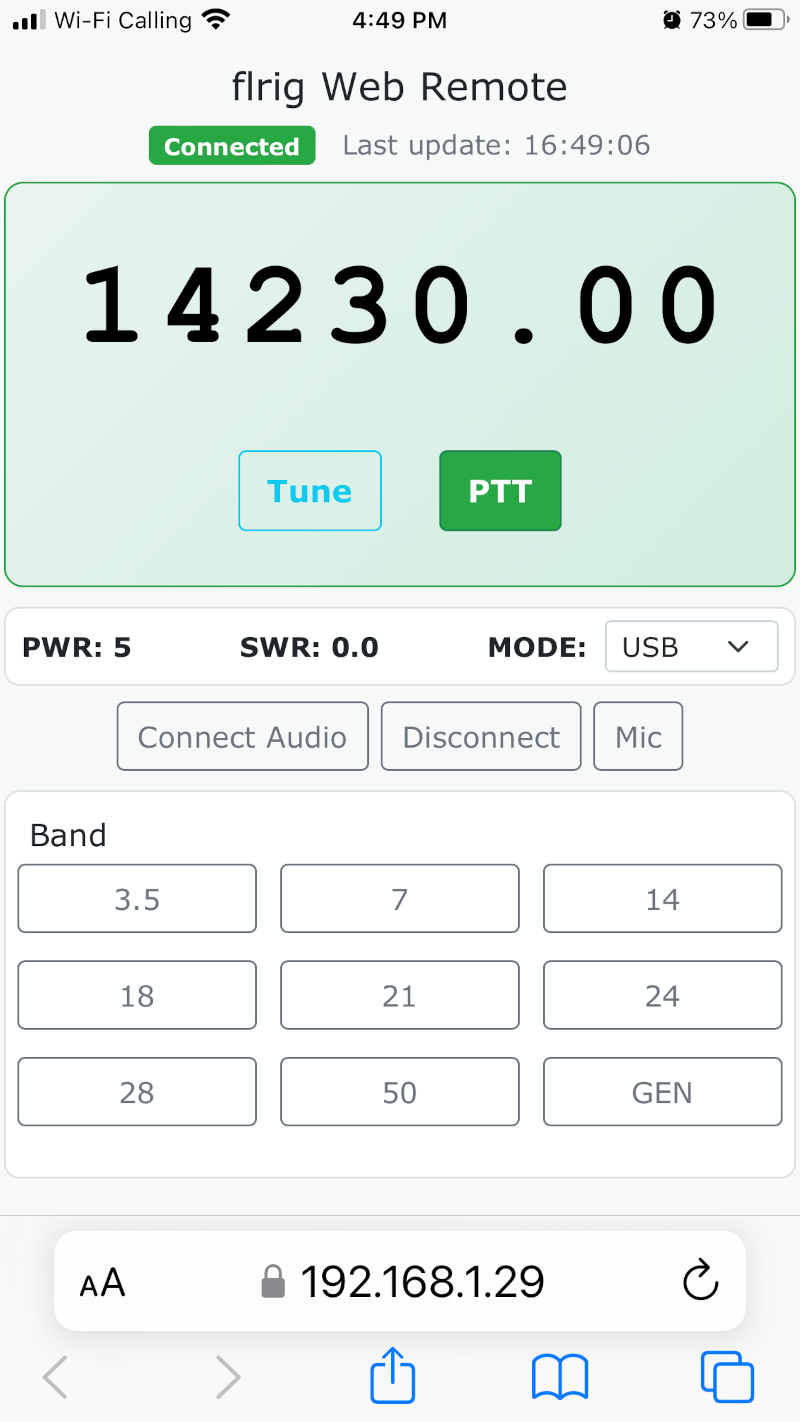 Wi-Fi Calling 4:49 PM 73%
flrig Web Remote
Connected Last update: 16:49:06
14230.00
Tune PTT
PWR: 5 SWR: 0.0 MODE: USB
Connect Audio Disconnect Mic
Band
3.5 7 14
18 21 24
28 50 GEN
AA 192.168.1.29